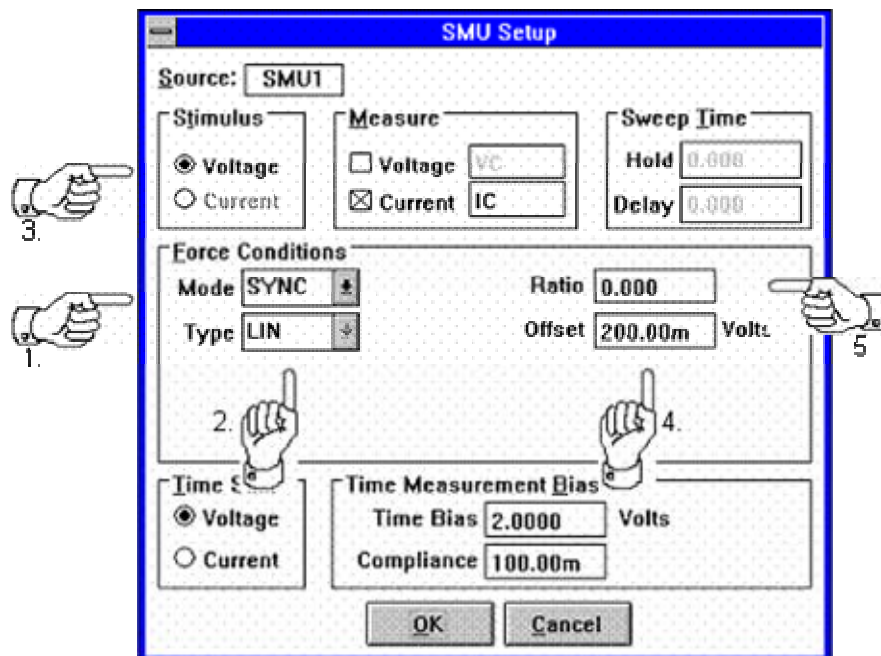 SMU Setup
Source: SMU1
Stimulus
Voltage
Current
3.
Measure
Voltage VC
Current IC
Sweep Time
Hold 0.000
Delay 0.000
Force Conditions
Mode SYNC
Type LIN
1.
2.
Ratio 0.000
Offset 200.00m Volts
4.
5
Time
Voltage
Current
Time Measurement Bias
Time Bias 2.0000 Volts
Compliance 100.00m
OK Cancel